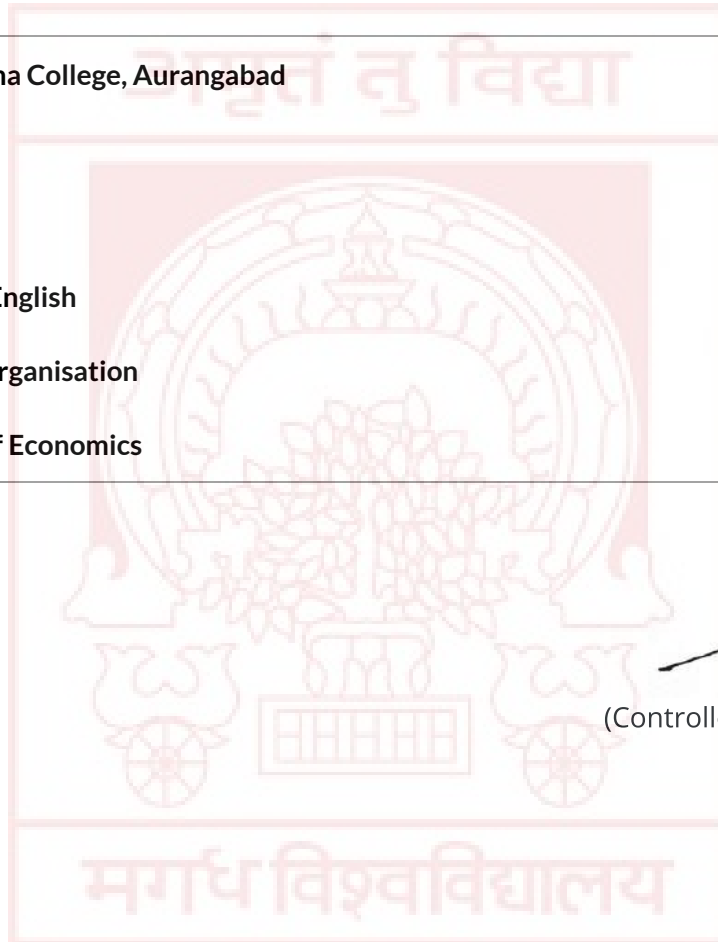 अमृतं तु विद्या
na College, Aurangabad
English
rganisation
f Economics
(Controll
मगध विश्वविद्यालय